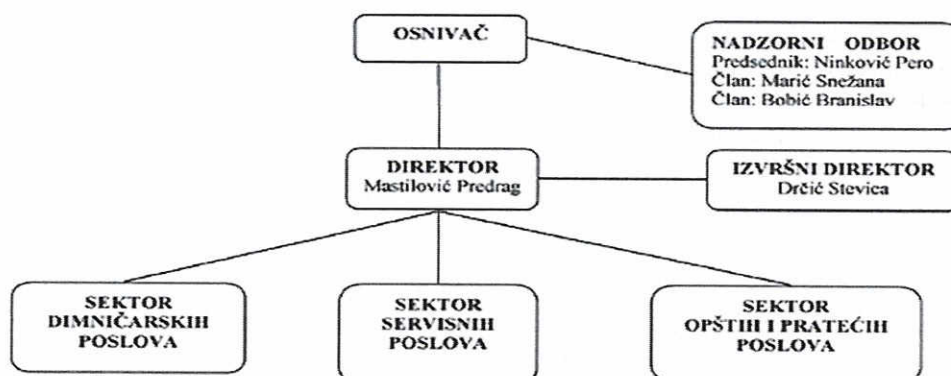 OSNIVAČ
NADZORNI ODBOR
Predsednik: Ninković Pero
Član: Marić Snežana
Član: Bobić Branislav
DIREKTOR
Mastilović Predrag
IZVRŠNI DIREKTOR
Drčić Stevica
SEKTOR
DIMNIČARSKIH
POSLOVA
SEKTOR
SERVISNIH
POSLOVA
SEKTOR
OPŠTIH I PRATEĆIH
POSLOVA